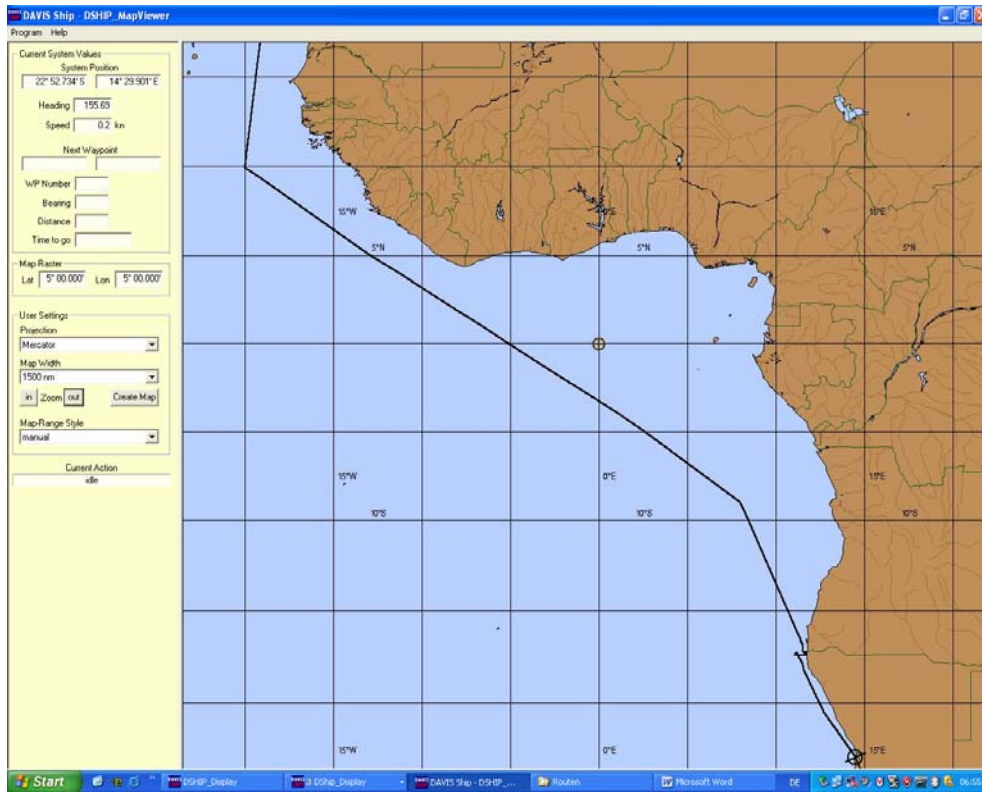 DAVIS Ship - DSHIP_MapViewer
Program Help
Current System Values
System Position
22° 52.734' S 14° 29.901' E
Heading 155.69
Speed 0.2 kn
Next Waypoint
WP Number
Bearing
Distance
Time to go
Map Raster
Lat 5° 00.000' Lon 5° 00.000'
User Settings
Projection
Mercator
Map Width
1500 nm
in Zoom out Create Map
Map-Range Style
manual
Current Action
idle
15°W 0°E 15°E
5°N 5°N 5°N
15°W 0°E 15°E
10°S 10°S 10°S
15°W 0°E 15°E
Start DSHIP_Display 3 DShip_Display DAVIS Ship - DSHIP_... Routen Microsoft Word DE 06:55